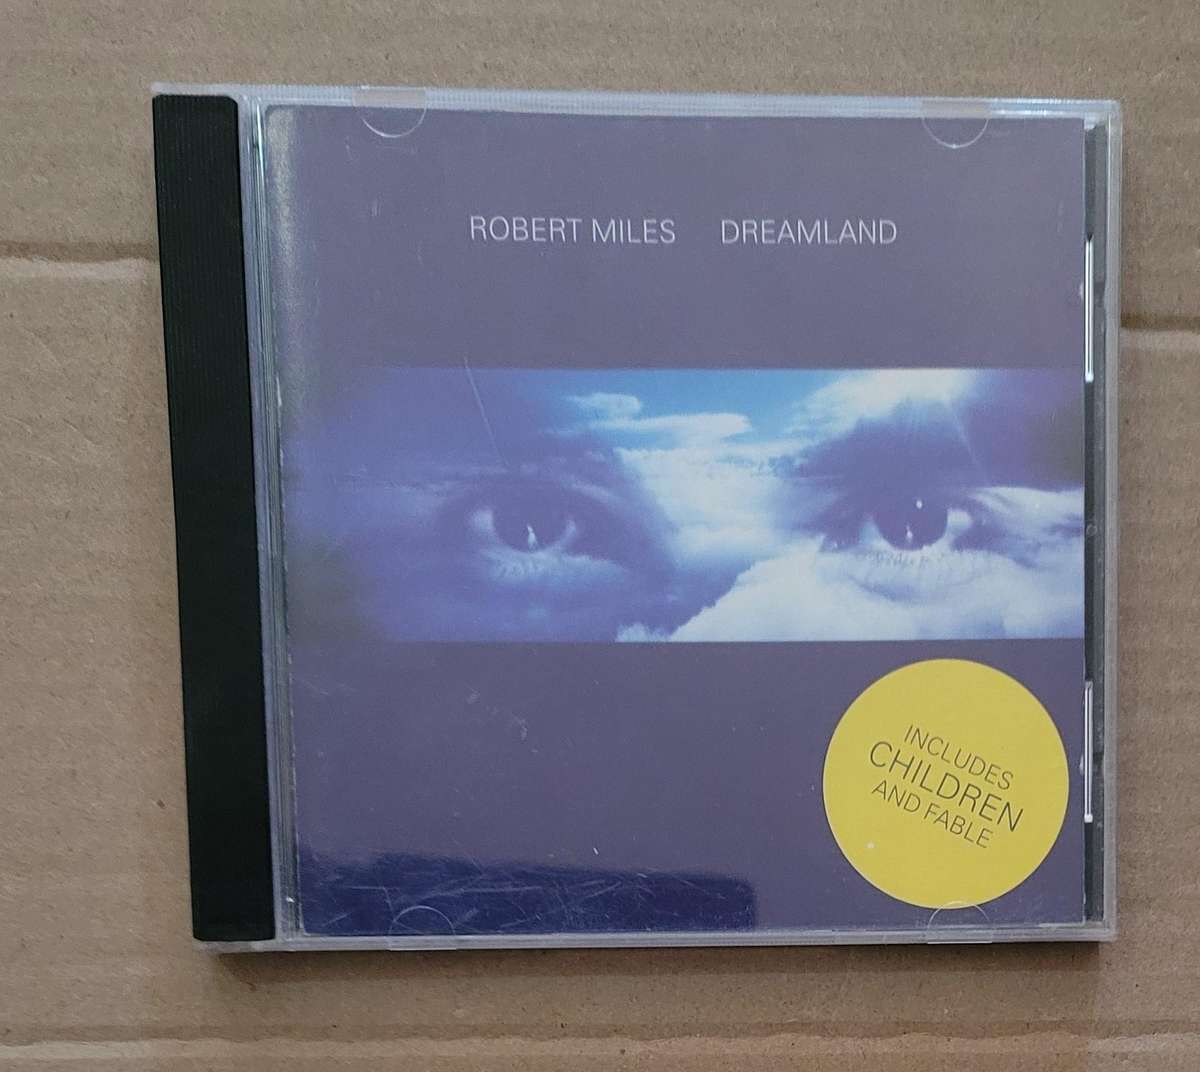 ROBERT MILES DREAMLAND
INCLUDES
CHILDREN
AND FABLE